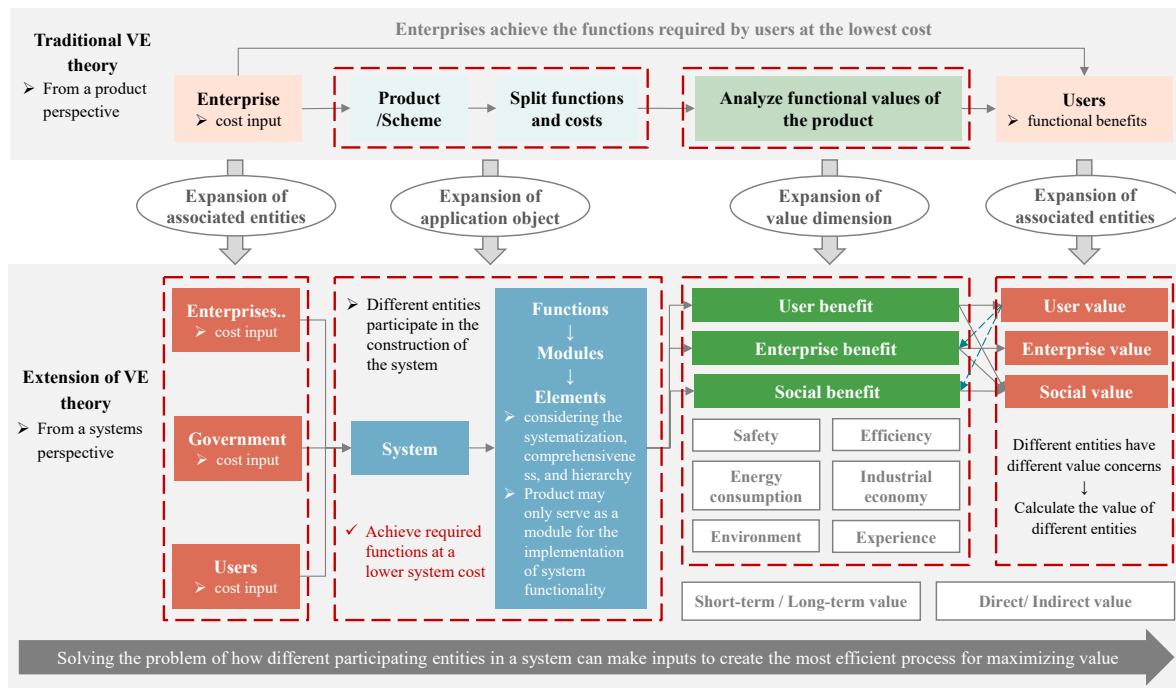 Traditional VE
theory
➢ From a product
perspective
Enterprises achieve the functions required by users at the lowest cost
Enterprise
➢ cost input
Product
/Scheme
Split functions
and costs
Analyze functional values of
the product
Users
➢ functional benefits
Expansion of
associated entities
Expansion of
application object
Expansion of
value dimension
Expansion of
associated entities
Extension of VE
theory
➢ From a systems
perspective
Enterprises..
➢ cost input
Government
➢ cost input
Users
➢ cost input
➢ Different entities
participate in the
construction of
the system
System
✓ Achieve required
functions at a
lower system cost
Functions
↓
Modules
↓
Elements
➢ considering the
systematization,
comprehensivene
ss, and hierarchy
➢ Product may
only serve as a
module for the
implementation
of system
functionality
User benefit
Enterprise benefit
Social benefit
Safety
Efficiency
Energy
consumption
Industrial
economy
Environment
Experience
User value
Enterprise value
Social value
Different entities have
different value concerns
↓
Calculate the value of
different entities
Short-term / Long-term value
Direct/ Indirect value
Solving the problem of how different participating entities in a system can make inputs to create the most efficient process for maximizing value